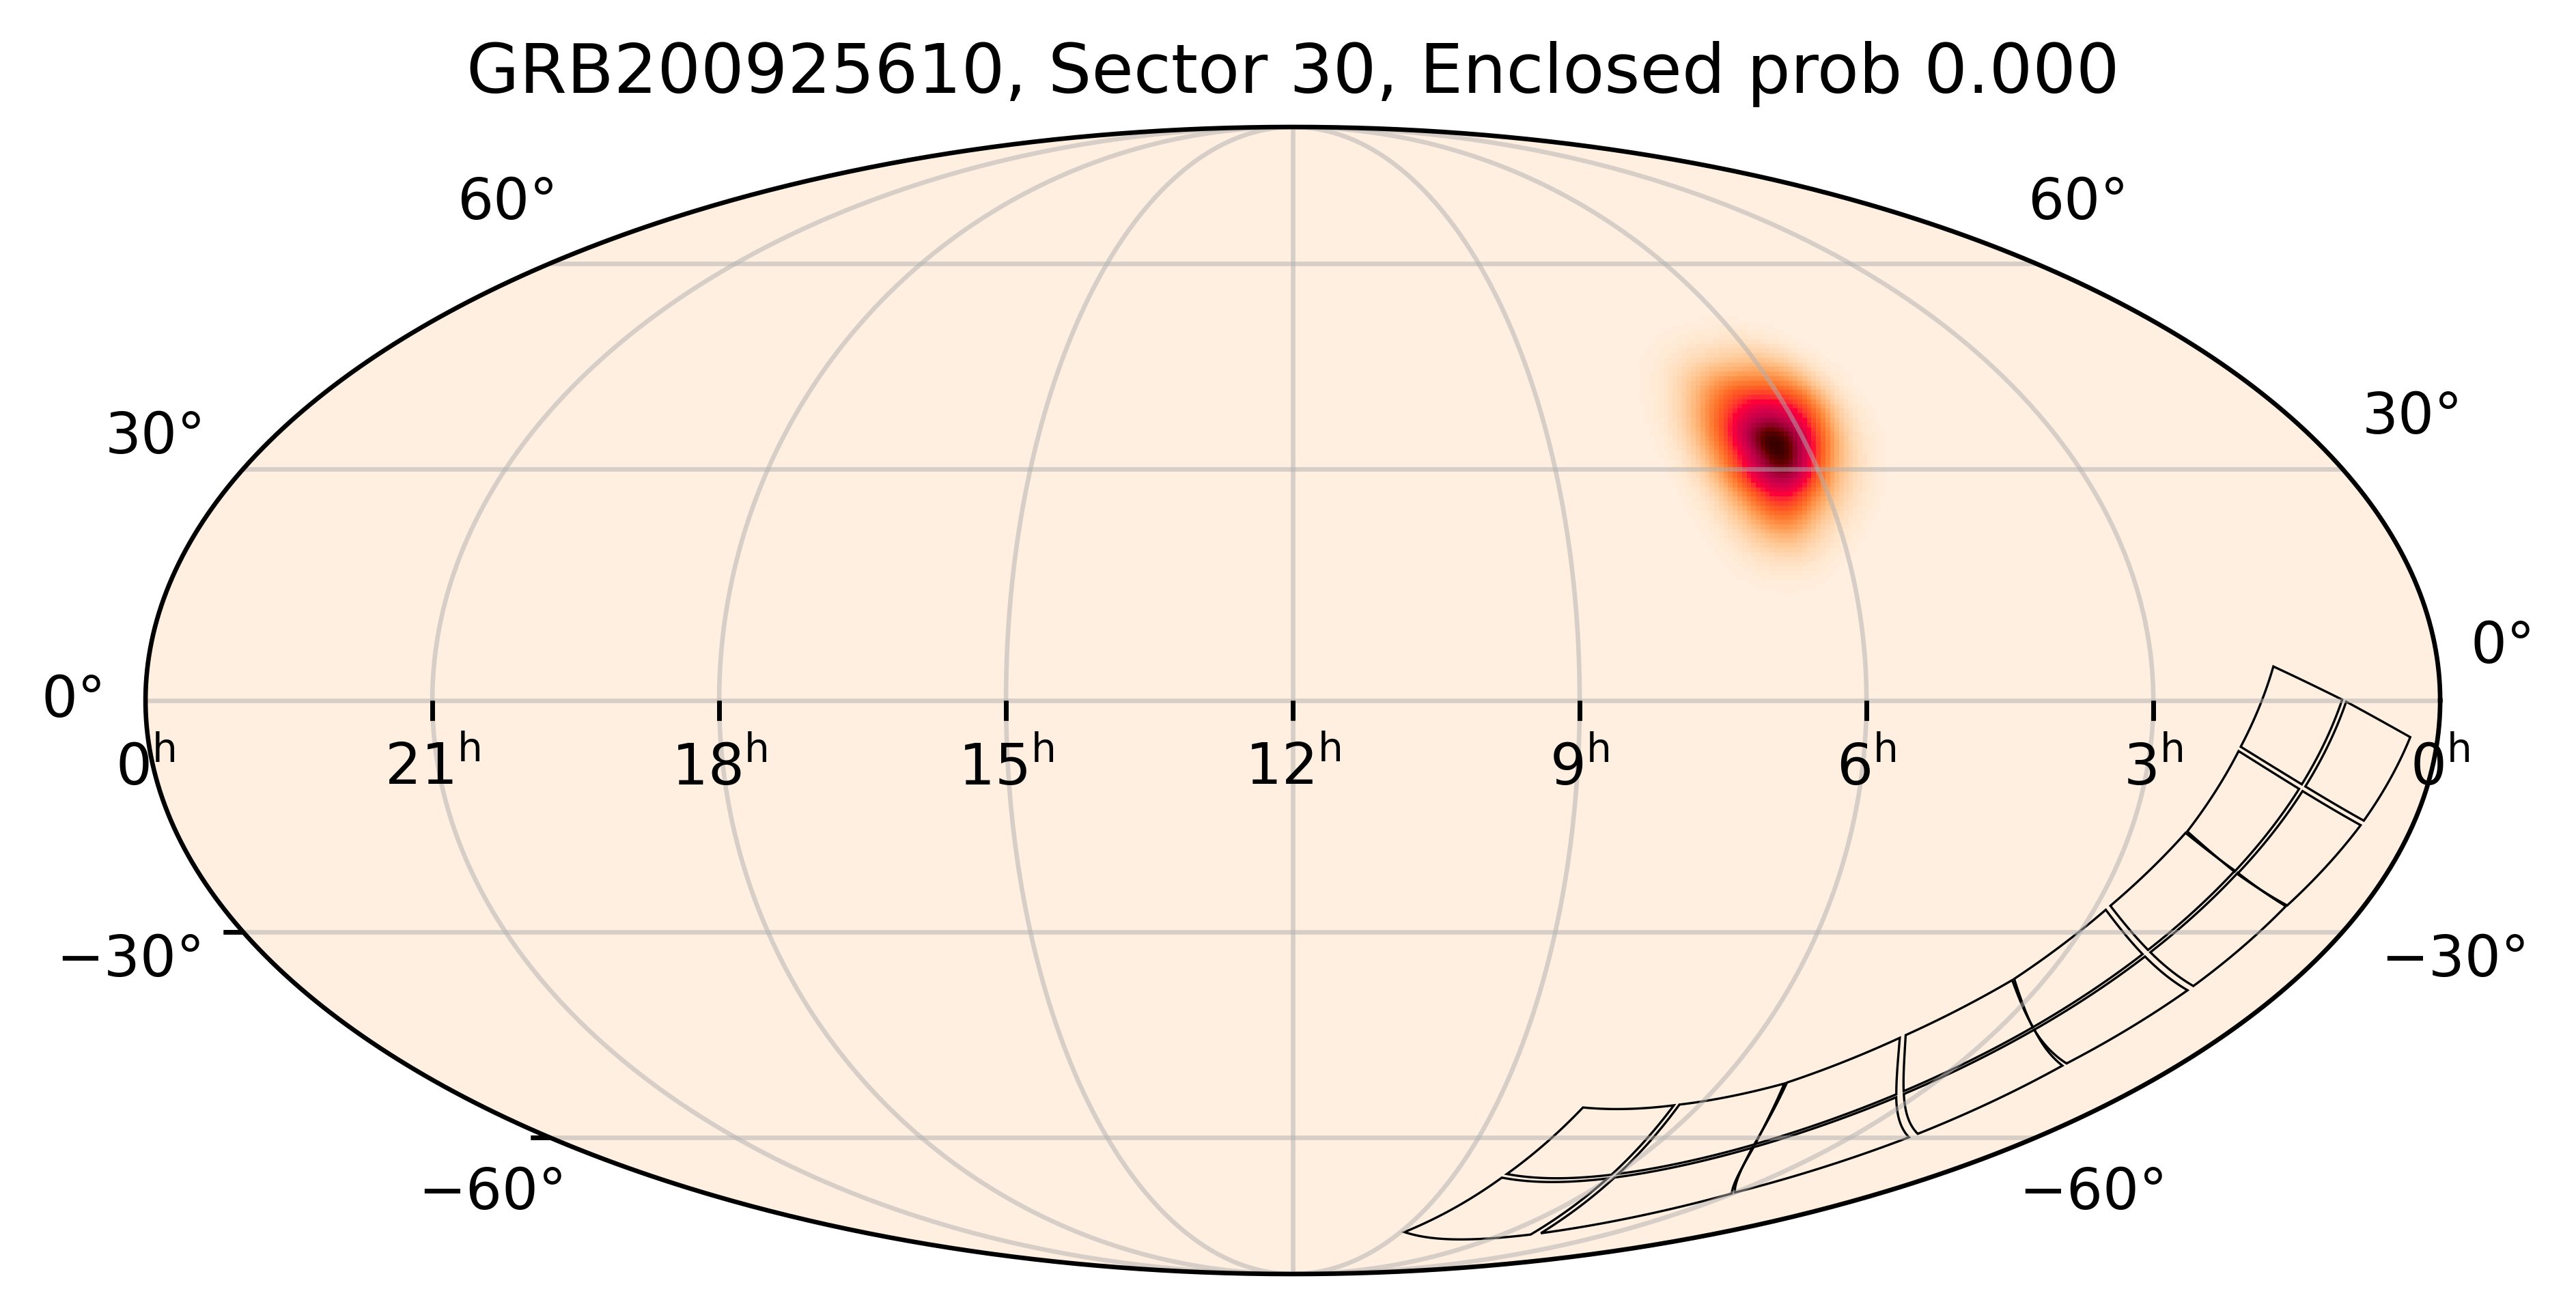 GRB200925610, Sector 30, Enclosed prob 0.000
60° 60°
30° 30°
0° 0°
0ʰ 21ʰ 18ʰ 15ʰ 12ʰ 9ʰ 6ʰ 3ʰ 0ʰ
−30° −30°
−60° −60°